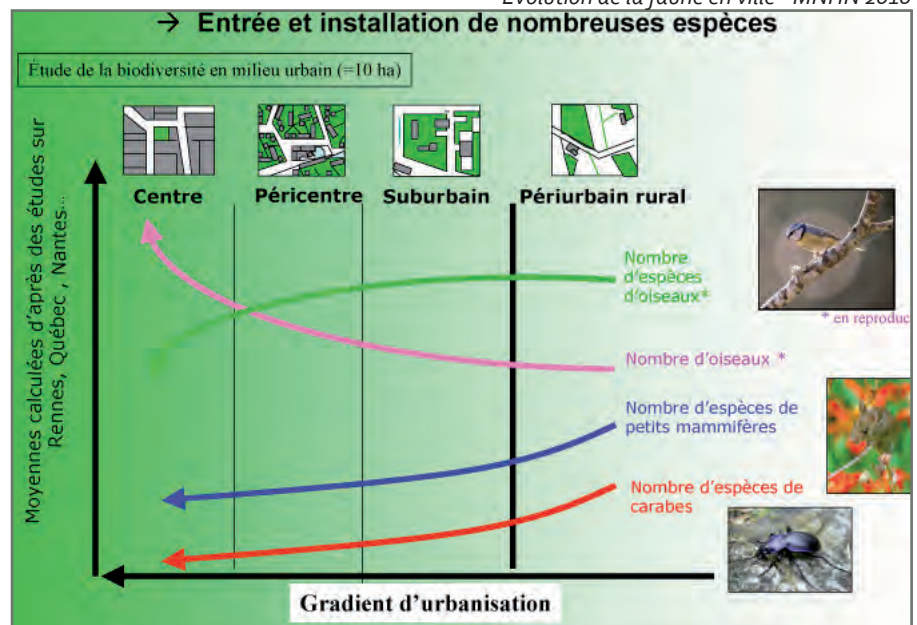 Évolution de la faune en ville - MNHN 2010
→ Entrée et installation de nombreuses espèces
Étude de la biodiversité en milieu urbain (=10 ha)
Moyennes calculées d'après des études sur
Rennes, Québec , Nantes...
Centre
Péricentre
Suburbain
Périurbain rural
Nombre
d'espèces
d'oiseaux*
* en reproduc
Nombre d'oiseaux *
Nombre d'espèces de
petits mammifères
Nombre d'espèces de
carabes
Gradient d'urbanisation